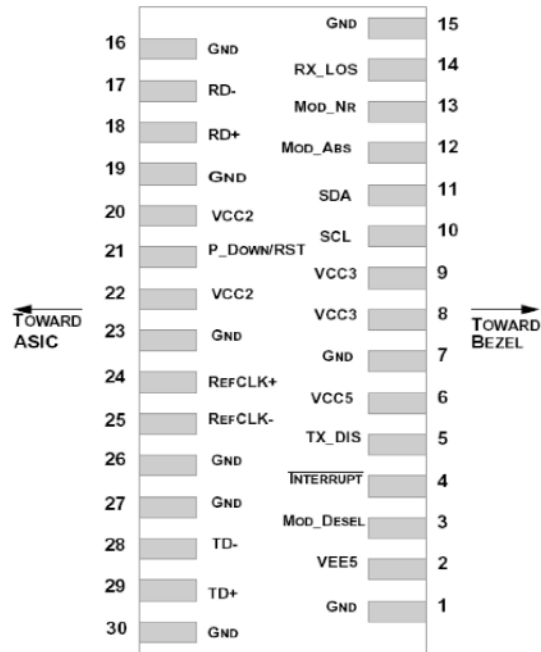 GND 15
16 GND
RX_LOS 14
17 RD-
MOD_NR 13
18 RD+
MOD_ABS 12
19 GND
SDA 11
20 VCC2
SCL 10
21 P_DOWN/RST
VCC3 9
22 VCC2
VCC3 8
TOWARD ASIC
TOWARD BEZEL
23 GND
GND 7
24 REFCLK+
VCC5 6
25 REFCLK-
TX_DIS 5
26 GND
INTERRUPT 4
27 GND
MOD_DESEL 3
28 TD-
VEE5 2
29 TD+
GND 1
30 GND